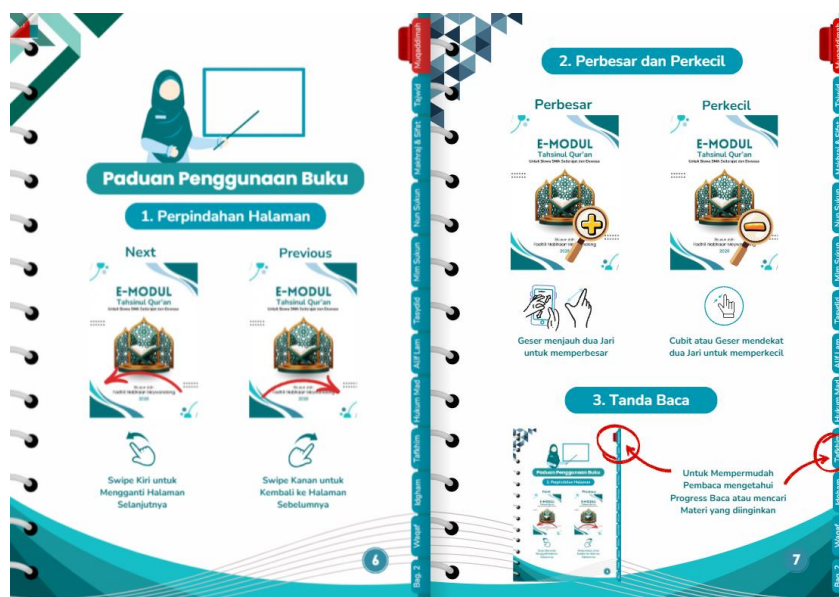 Paduan Penggunaan Buku
1. Perpindahan Halaman
Next
Previous
E-MODUL
Tahsinul Qur'an
E-MODUL
Tahsinul Qur'an
Swipe Kiri untuk
Mengganti Halaman
Selanjutnya
Swipe Kanan untuk
Kembali ke Halaman
Sebelumnya
6
Muqaddimah
Tajwid
Makhraj & Sifat
Nun Sukun
Mim Sukun
Tasydid
Alif Lam
Hukum Mad
Tafkhim
Idgham
Waqaf
Bag. 2
2. Perbesar dan Perkecil
Perbesar
Perkecil
E-MODUL
Tahsinul Qur'an
E-MODUL
Tahsinul Qur'an
Geser menjauh dua Jari
untuk memperbesar
Cubit atau Geser mendekat
dua Jari untuk memperkecil
3. Tanda Baca
Paduan Penggunaan Buku
Untuk Mempermudah
Pembaca mengetahui
Progress Baca atau mencari
Materi yang diinginkan
7